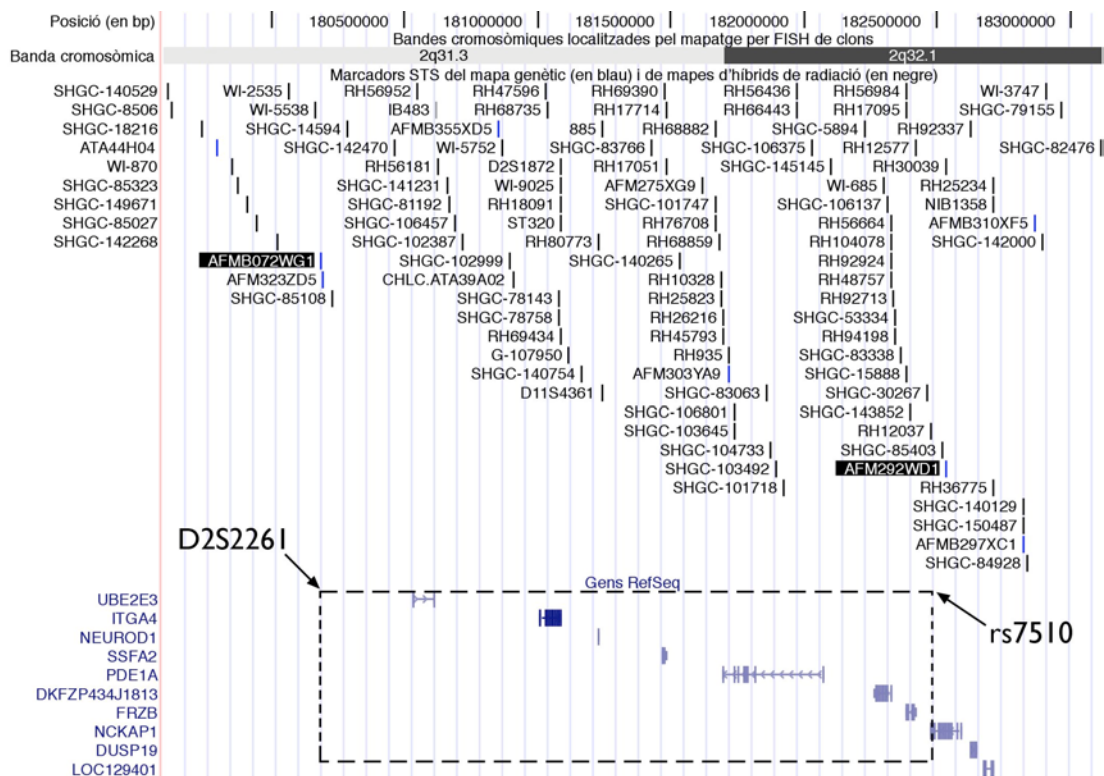 Posició (en bp) 180500000 181000000 181500000 182000000 182500000 183000000
Bandes cromosòmiques localitzades pel mapatge per FISH de clons
Banda cromosòmica 2q31.3 2q32.1
Marcadors STS del mapa genètic (en blau) i de mapes d'híbrids de radiació (en negre)
SHGC-140529 WI-2535 RH56952 RH47596 RH69390 RH56436 RH56984 WI-3747
SHGC-8506 WI-5538 IB483 RH68735 RH17714 RH66443 RH17095 SHGC-79155
SHGC-18216 SHGC-14594 AFMB355XD5 885 RH68882 SHGC-5894 RH92337
ATA44H04 SHGC-142470 WI-5752 SHGC-83766 SHGC-106375 RH12577 SHGC-82476
WI-870 RH56181 D2S1872 RH17051 SHGC-145145 RH30039
SHGC-85323 SHGC-141231 WI-9025 AFM275XG9 WI-685 RH25234
SHGC-149671 SHGC-81192 RH18091 SHGC-101747 SHGC-106137 NIB1358
SHGC-85027 SHGC-106457 ST320 RH76708 RH56664 AFMB310XF5
SHGC-142268 SHGC-102387 RH80773 RH68859 RH104078 SHGC-142000
AFMB072WG1 SHGC-102999 SHGC-140265 RH92924
AFM323ZD5 CHLC.ATA39A02 RH10328 RH48757
SHGC-85108 SHGC-78143 RH25823 RH92713
SHGC-78758 RH26216 SHGC-53334
RH69434 RH45793 RH94198
G-107950 RH935 SHGC-83338
SHGC-140754 AFM303YA9 SHGC-15888
D11S4361 SHGC-83063 SHGC-30267
SHGC-106801 SHGC-143852
SHGC-103645 RH12037
SHGC-104733 SHGC-85403
SHGC-103492 AFM292WD1
SHGC-101718 RH36775
SHGC-140129
SHGC-150487
D2S2261 AFMB297XC1
SHGC-84928
Gens RefSeq
UBE2E3
ITGA4
rs7510
NEUROD1
SSFA2
PDE1A
DKFZP434J1813
FRZB
NCKAP1
DUSP19
LOC129401